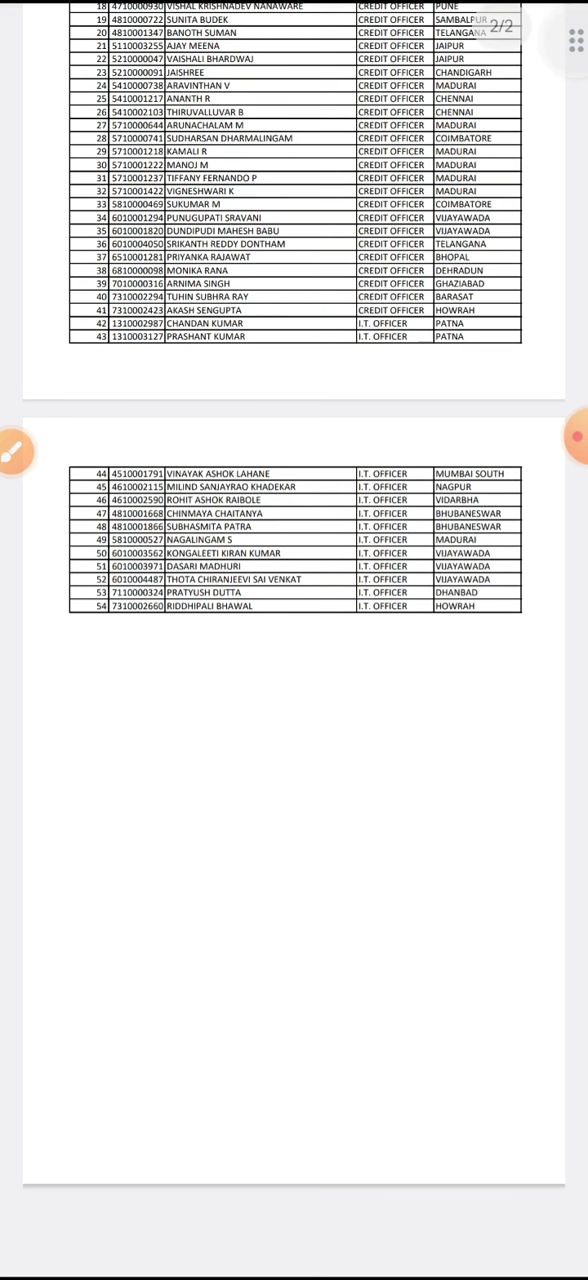 18 4710000930 VISHAL KRISHNADEV NANAWARE CREDIT OFFICER PUNE
19 4810000722 SUNITA BUDEK CREDIT OFFICER SAMBALPUR
2/2
20 4810001347 BANOTH SUMAN CREDIT OFFICER TELANGANA
21 5110003255 AJAY MEENA CREDIT OFFICER JAIPUR
22 5210000047 VAISHALI BHARDWAJ CREDIT OFFICER JAIPUR
23 5210000091 JAISHREE CREDIT OFFICER CHANDIGARH
24 5410000738 ARAVINTHAN V CREDIT OFFICER MADURAI
25 5410001217 ANANTH R CREDIT OFFICER CHENNAI
26 5410002103 THIRUVALLUVAR B CREDIT OFFICER CHENNAI
27 5710000644 ARUNACHALAM M CREDIT OFFICER MADURAI
28 5710000741 SUDHARSAN DHARMALINGAM CREDIT OFFICER COIMBATORE
29 5710001218 KAMALI R CREDIT OFFICER MADURAI
30 5710001222 MANOJ M CREDIT OFFICER MADURAI
31 5710001237 TIFFANY FERNANDO P CREDIT OFFICER MADURAI
32 5710001422 VIGNESHWARI K CREDIT OFFICER MADURAI
33 5810000469 SUKUMAR M CREDIT OFFICER COIMBATORE
34 6010001294 PUNUGUPATI SRAVANI CREDIT OFFICER VIJAYAWADA
35 6010001820 DUNDIPUDI MAHESH BABU CREDIT OFFICER VIJAYAWADA
36 6010004050 SRIKANTH REDDY DONTHAM CREDIT OFFICER TELANGANA
37 6510001281 PRIYANKA RAJAWAT CREDIT OFFICER BHOPAL
38 6810000098 MONIKA RANA CREDIT OFFICER DEHRADUN
39 7010000316 ARNIMA SINGH CREDIT OFFICER GHAZIABAD
40 7310002294 TUHIN SUBHRA RAY CREDIT OFFICER BARASAT
41 7310002423 AKASH SENGUPTA CREDIT OFFICER HOWRAH
42 1310002987 CHANDAN KUMAR I.T. OFFICER PATNA
43 1310003127 PRASHANT KUMAR I.T. OFFICER PATNA
44 4510001791 VINAYAK ASHOK LAHANE I.T. OFFICER MUMBAI SOUTH
45 4610002115 MILIND SANJAYRAO KHADEKAR I.T. OFFICER NAGPUR
46 4610002590 ROHIT ASHOK RAIBOLE I.T. OFFICER VIDARBHA
47 4810001668 CHINMAYA CHAITANYA I.T. OFFICER BHUBANESWAR
48 4810001866 SUBHASMITA PATRA I.T. OFFICER BHUBANESWAR
49 5810000527 NAGALINGAM S I.T. OFFICER MADURAI
50 6010003562 KONGALEETI KIRAN KUMAR I.T. OFFICER VIJAYAWADA
51 6010003971 DASARI MADHURI I.T. OFFICER VIJAYAWADA
52 6010004487 THOTA CHIRANJEEVI SAI VENKAT I.T. OFFICER VIJAYAWADA
53 7110000324 PRATYUSH DUTTA I.T. OFFICER DHANBAD
54 7310002660 RIDDHIPALI BHAWAL I.T. OFFICER HOWRAH